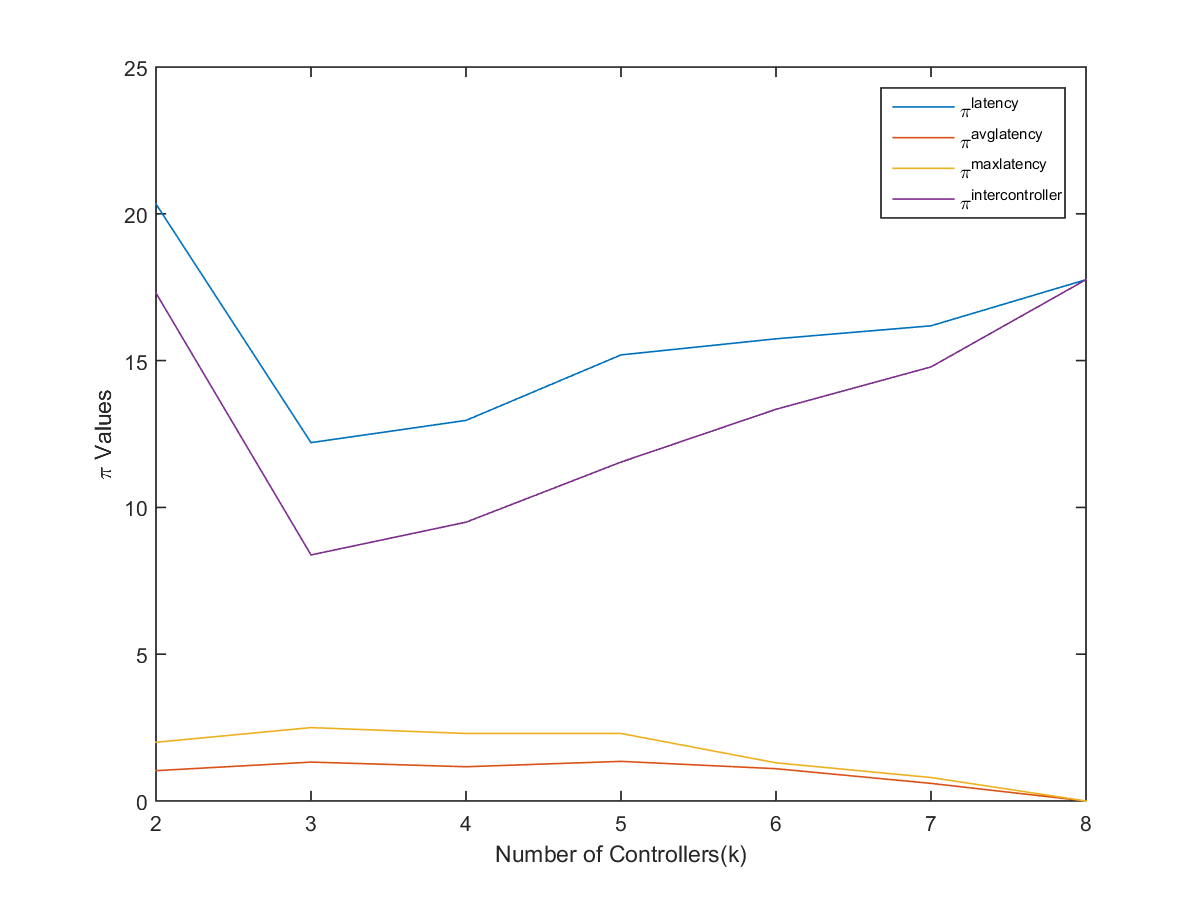 25
20
15
10
5
0
π Values
2 3 4 5 6 7 8
Number of Controllers(k)
π^latency
π^avglatency
π^maxlatency
π^intercontroller